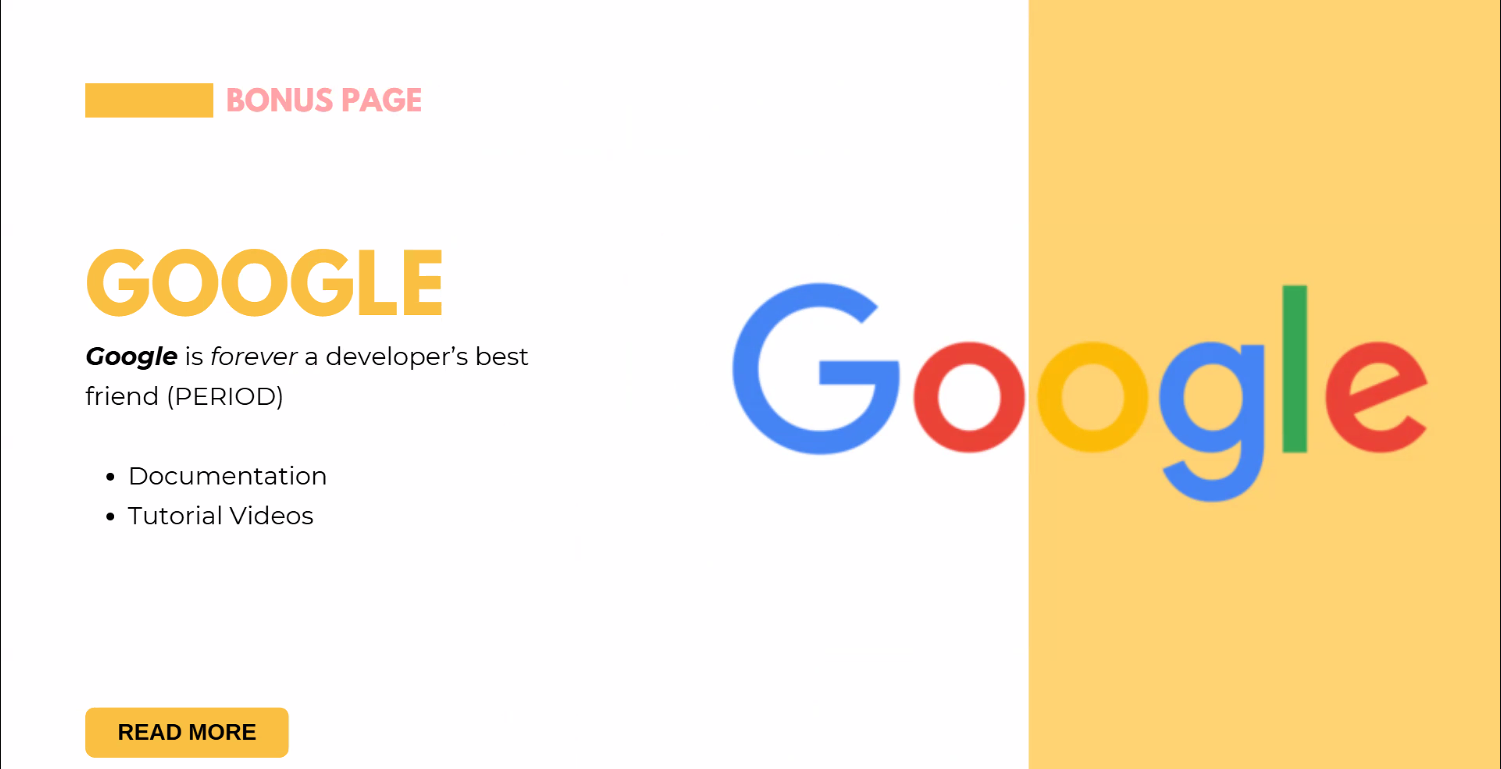 BONUS PAGE
GOOGLE
Google is forever a developer’s best
friend (PERIOD)
• Documentation
• Tutorial Videos
READ MORE
Google